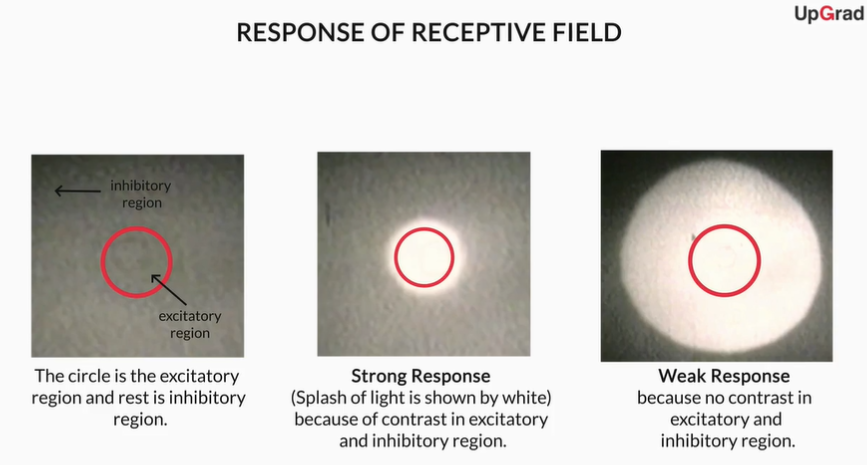 UpGrad
RESPONSE OF RECEPTIVE FIELD
inhibitory
region
excitatory
region
The circle is the excitatory
region and rest is inhibitory
region.
Strong Response
(Splash of light is shown by white)
because of contrast in excitatory
and inhibitory region.
Weak Response
because no contrast in
excitatory and
inhibitory region.